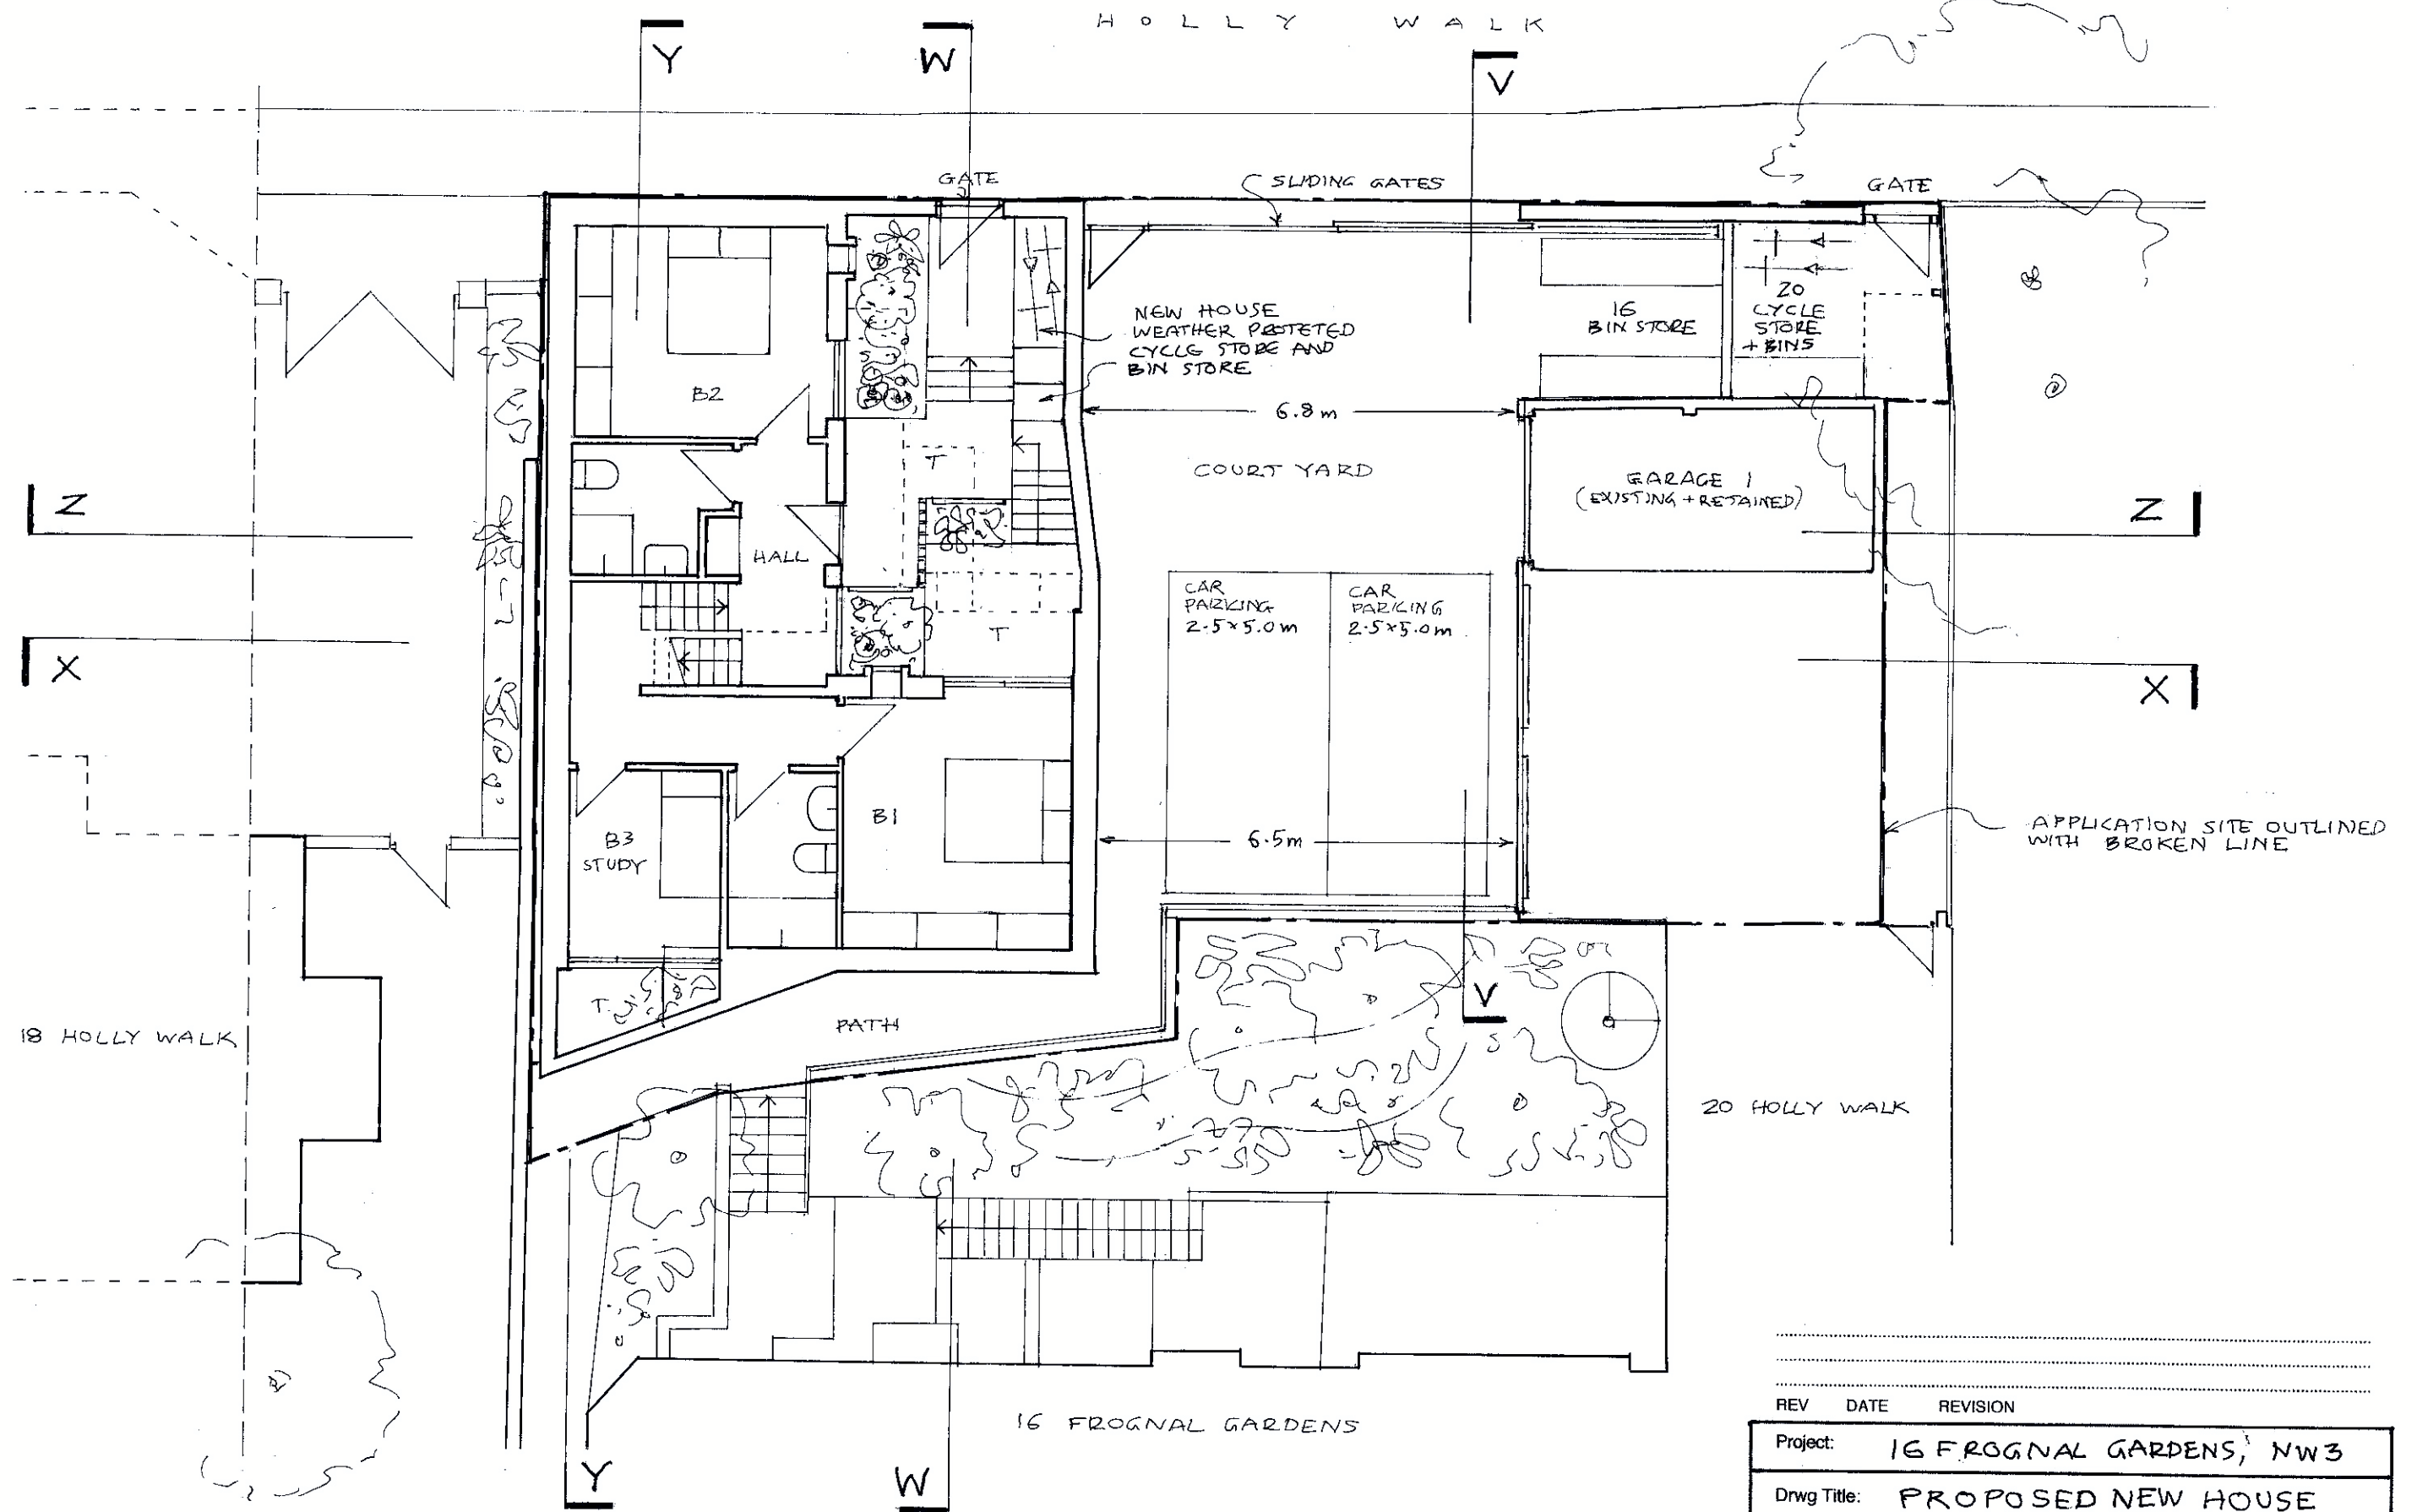 HOLLY WALK
Y
W
V
GATE
SLIDING GATES
GATE
NEW HOUSE
WEATHER PROTETED
CYCLE STORE AND
BIN STORE
16
BIN STORE
20
CYCLE
STORE
+ BINS
B2
6.8m
COURT YARD
GARAGE 1
(EXISTING + RETAINED)
T
Z
Z
HALL
CAR
PARKING
2.5×5.0m
CAR
PARKING
2.5×5.0m
T
X
X
B1
B3
STUDY
6.5m
APPLICATION SITE OUTLINED
WITH BROKEN LINE
T
V
PATH
18 HOLLY WALK
20 HOLLY WALK
16 FROGNAL GARDENS
Y
W
REV DATE REVISION
Project: 16 FROGNAL GARDENS, NW3
Drwg Title: PROPOSED NEW HOUSE